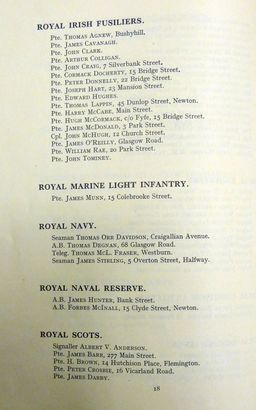 ROYAL IRISH FUSILIERS.
Pte. THOMAS AGNEW, Bushyhill.
Pte. JAMES CAVANAGH.
Pte. JOHN CLARK.
Pte. ARTHUR COLLIGAN.
Pte. JOHN CRAIG, 7 Silverbank Street.
Pte. CORMACK DOCHERTY, 15 Bridge Street.
Pte. PETER DONNELLY, 22 Bridge Street.
Pte. JOSEPH HART, 23 Mansion Street.
Pte. EDWARD HUGHES.
Pte. THOMAS LAPPIN, 45 Dunlop Street, Newton.
Pte. HARRY MCCABE, Main Street.
Pte. HUGH MCCORMACK, c/o Fyfe, 15 Bridge Street.
Pte. JAMES MCDONALD, 3 Park Street.
Cpl. JOHN MCHUGH, 12 Church Street.
Pte. JAMES O'REILLY, Glasgow Road.
Pte. WILLIAM RAE, 20 Park Street.
Pte. JOHN TOMINEY.
ROYAL MARINE LIGHT INFANTRY.
Pte. JAMES MUNN, 15 Colebrooke Street.
ROYAL NAVY.
Seaman THOMAS ORR DAVIDSON, Craigallian Avenue.
A.B. THOMAS DEGNAN, 68 Glasgow Road.
Teleg. THOMAS MCL. FRASER, Westburn.
Seaman JAMES STIRLING, 5 Overton Street, Halfway.
ROYAL NAVAL RESERVE.
A.B. JAMES HUNTER, Bank Street.
A.B. FORBES MCINALL, 15 Clyde Street, Newton.
ROYAL SCOTS.
Signaller ALBERT V. ANDERSON.
Pte. JAMES BARR, 277 Main Street.
Pte. H. BROWN, 14 Hutchison Place, Flemington.
Pte. PETER CROSBIE, 16 Vicarland Road.
Pte. JAMES DARBY.
18